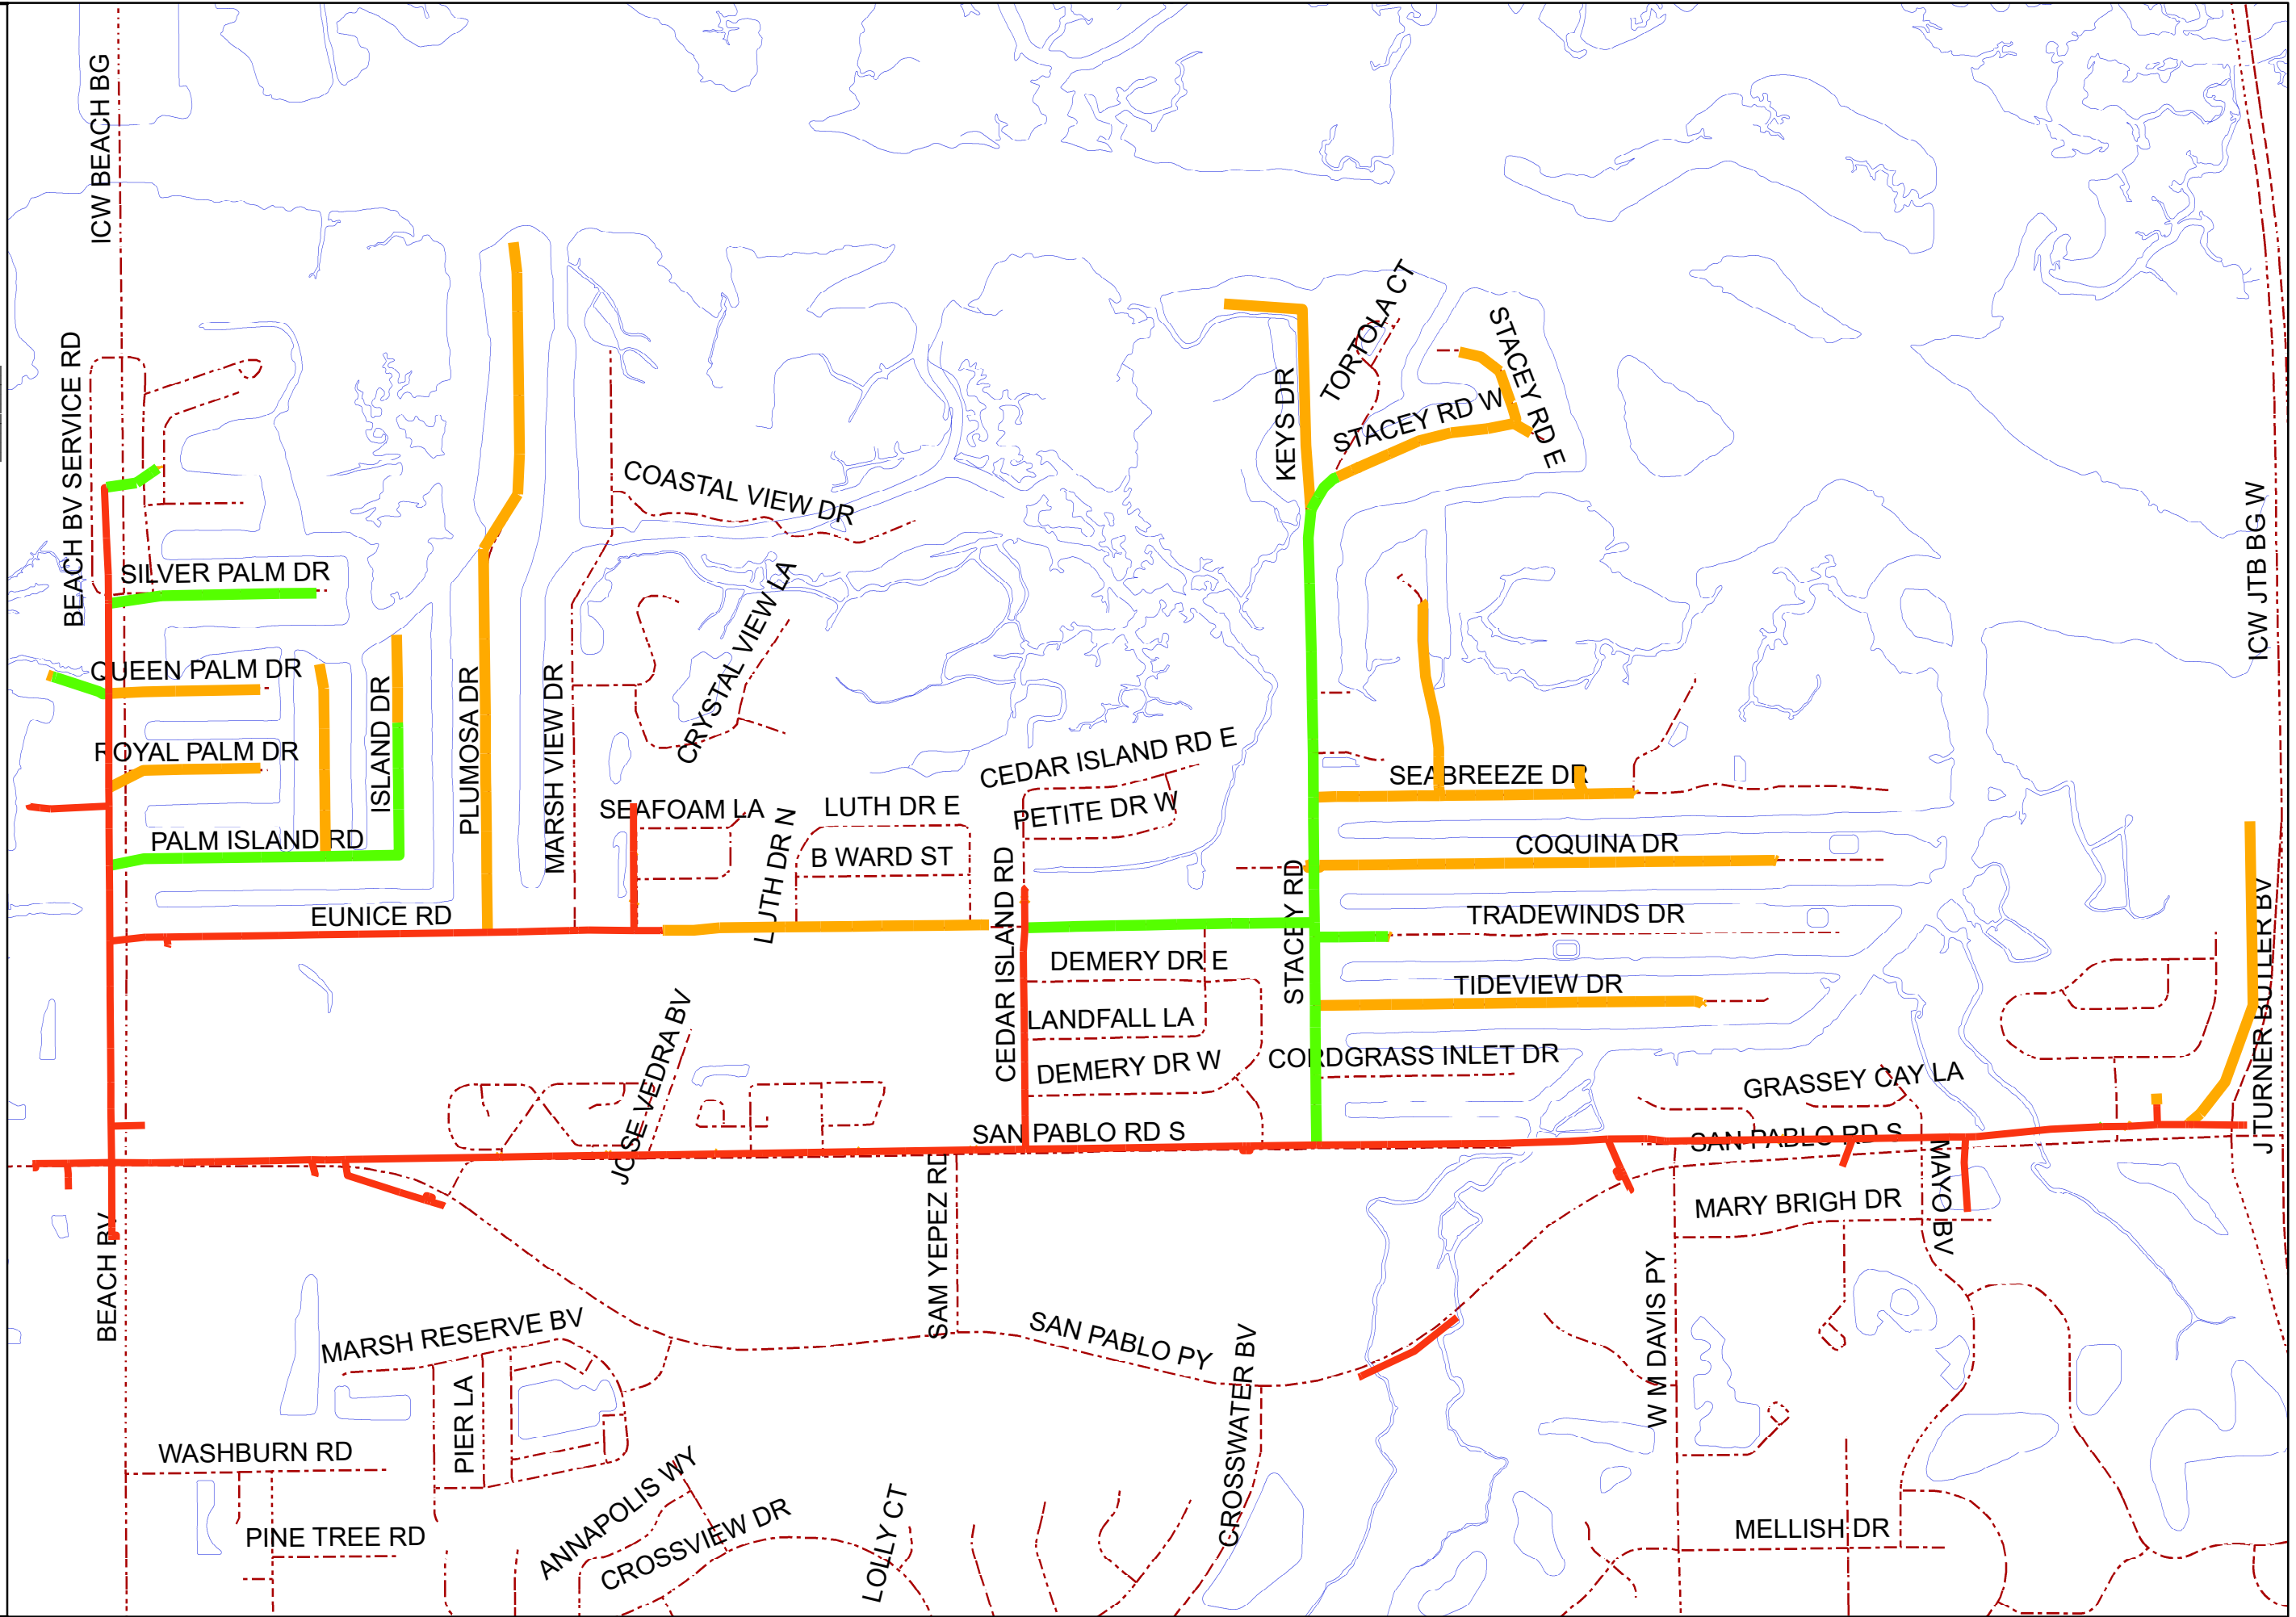 ICW BEACH BG
BEACH BV SERVICE RD
TORTOLA CT
STACEY RD E
KEYS DR
STACEY RD W
COASTAL VIEW DR
ICW JTB BG W
SILVER PALM DR
CRYSTAL VIEW LA
QUEEN PALM DR
ISLAND DR
PLUMOSA DR
MARSH VIEW DR
ROYAL PALM DR
CEDAR ISLAND RD E
SEABREEZE DR
SEAFOAM LA
LUTH DR E
PETITE DR W
PALM ISLAND RD
LUTH DR N
B WARD ST
COQUINA DR
EUNICE RD
CEDAR ISLAND RD
STACEY RD
TRADEWINDS DR
J TURNER BUTLER BV
DEMERY DR E
TIDEVIEW DR
LANDFALL LA
JOSE VEDRA BV
DEMERY DR W
CORDGRASS INLET DR
GRASSEY CAY LA
SAN PABLO RD S
SAN PABLO RD S
MAYO BV
BEACH BV
SAM YEPEZ RD
MARY BRIGH DR
MARSH RESERVE BV
SAN PABLO PY
CROSSWATER BV
W M DAVIS PY
PIER LA
WASHBURN RD
ANNAPOLIS WY
PINE TREE RD
CROSSVIEW DR
LOLLY CT
MELLISH DR